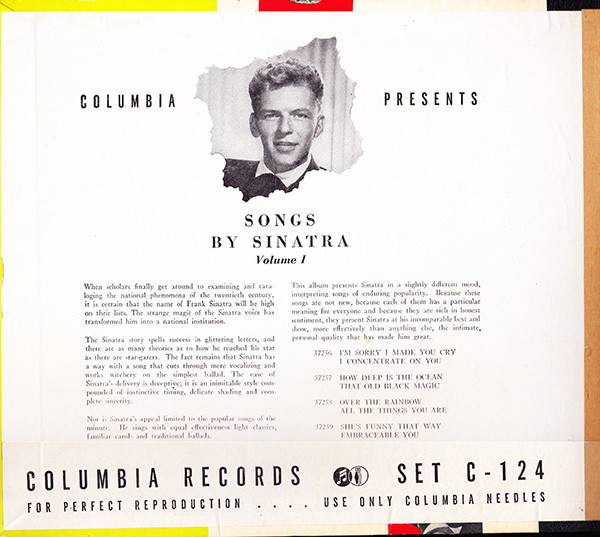 COLUMBIA PRESENTS
SONGS
BY SINATRA
Volume I
When scholars finally get around to examining and cata-
loging the national phenomena of the twentieth century,
it is certain that the name of Frank Sinatra will be high
on their lists. The strange magic of the Sinatra voice has
transformed him into a national institution.
The Sinatra story spells success in glittering letters, and
there are as many theories as to how he reached his star
as there are star-gazers. The fact remains that Sinatra has
a way with a song that cuts through mere vocalizing and
works witchery on the simplest ballad. The ease of
Sinatra's delivery is deceptive; it is an inimitable style com-
pounded of instinctive timing, delicate shading and com-
plete sincerity.
Nor is Sinatra's appeal limited to the popular songs of the
minute. He sings with equal effectiveness light classics,
familiar carols and traditional ballads.
This album presents Sinatra in a slightly different mood,
interpreting songs of enduring popularity. Because these
songs are not new, because each of them has a particular
meaning for everyone and because they are rich in honest
sentiment, they present Sinatra at his incomparable best and
show, more effectively than anything else, the intimate,
personal quality that has made him great.
37256 I'M SORRY I MADE YOU CRY
I CONCENTRATE ON YOU
37257 HOW DEEP IS THE OCEAN
THAT OLD BLACK MAGIC
37258 OVER THE RAINBOW
ALL THE THINGS YOU ARE
37259 SHE'S FUNNY THAT WAY
EMBRACEABLE YOU
COLUMBIA RECORDS SET C-124
FOR PERFECT REPRODUCTION .... USE ONLY COLUMBIA NEEDLES